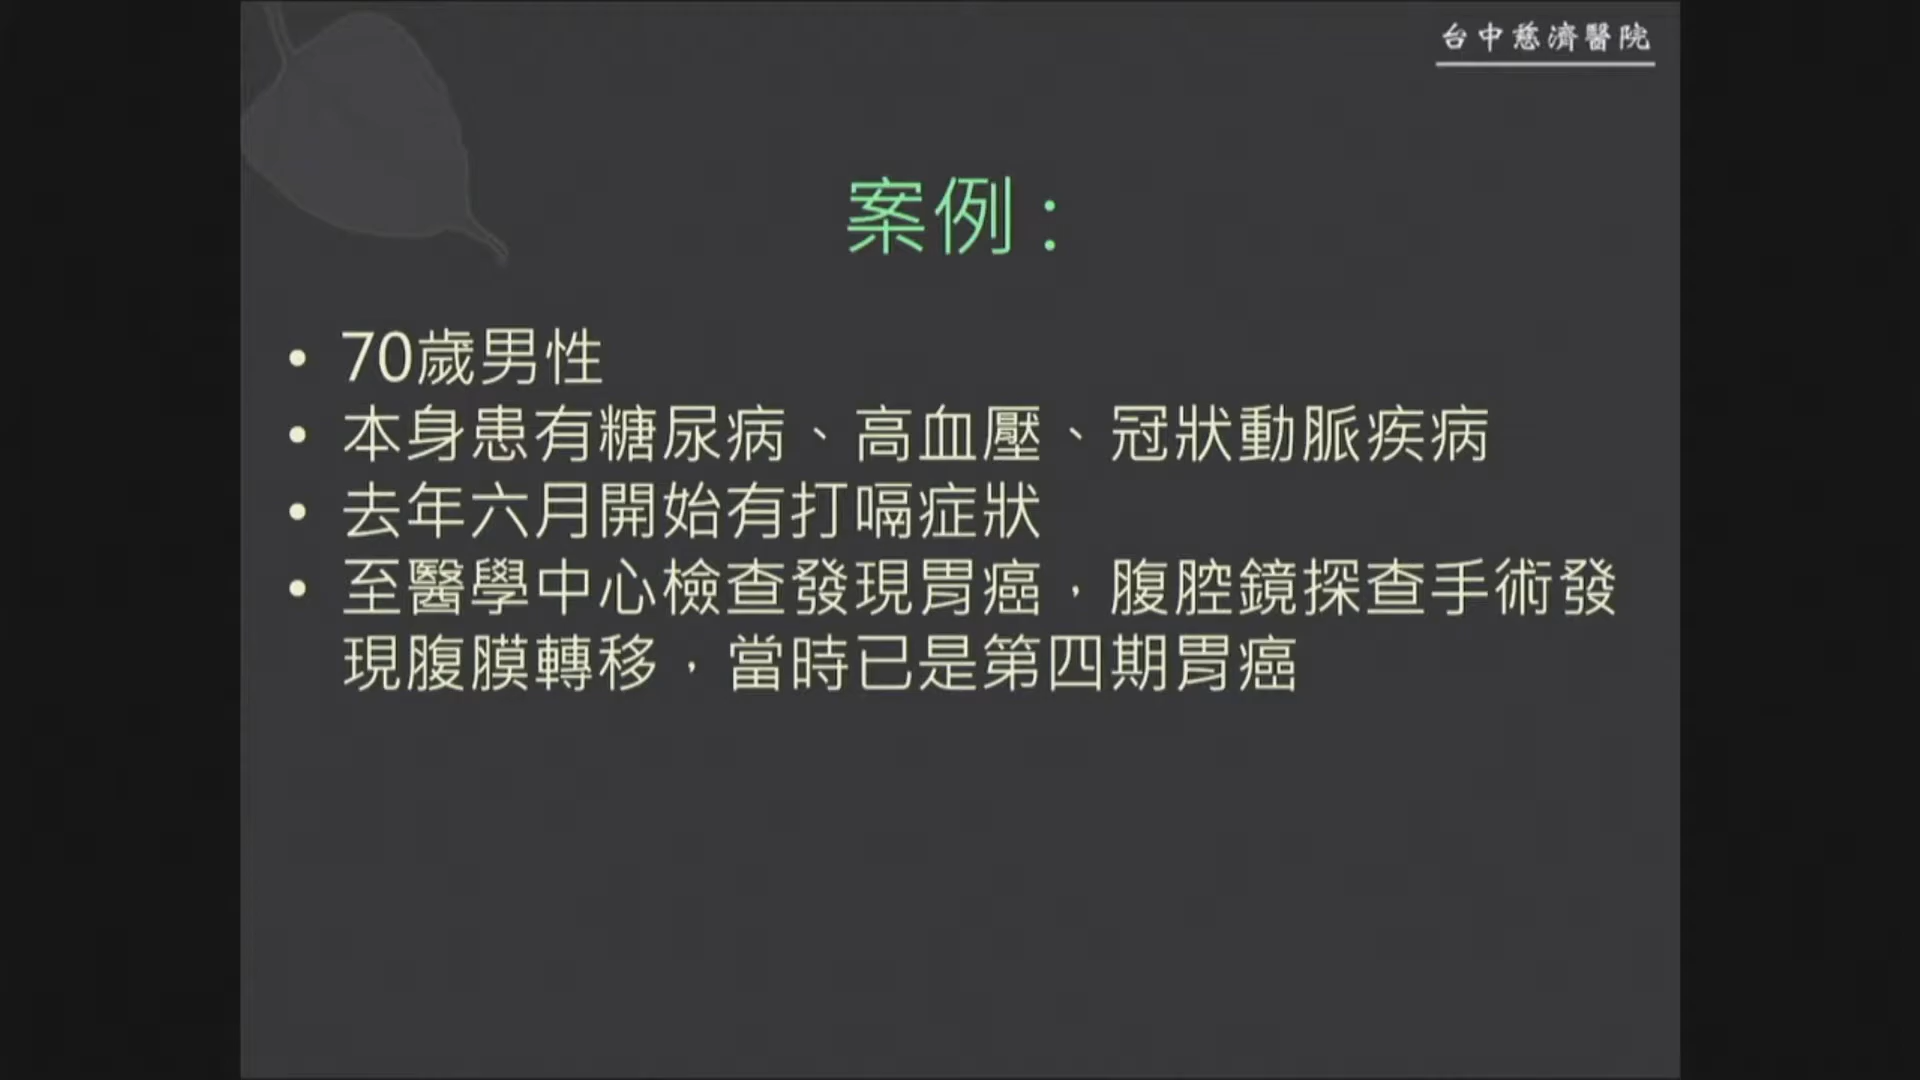 台中慈濟醫院
案例：
• 70歲男性
• 本身患有糖尿病、高血壓、冠狀動脈疾病
• 去年六月開始有打嗝症狀
• 至醫學中心檢查發現胃癌，腹腔鏡探查手術發
現腹膜轉移，當時已是第四期胃癌